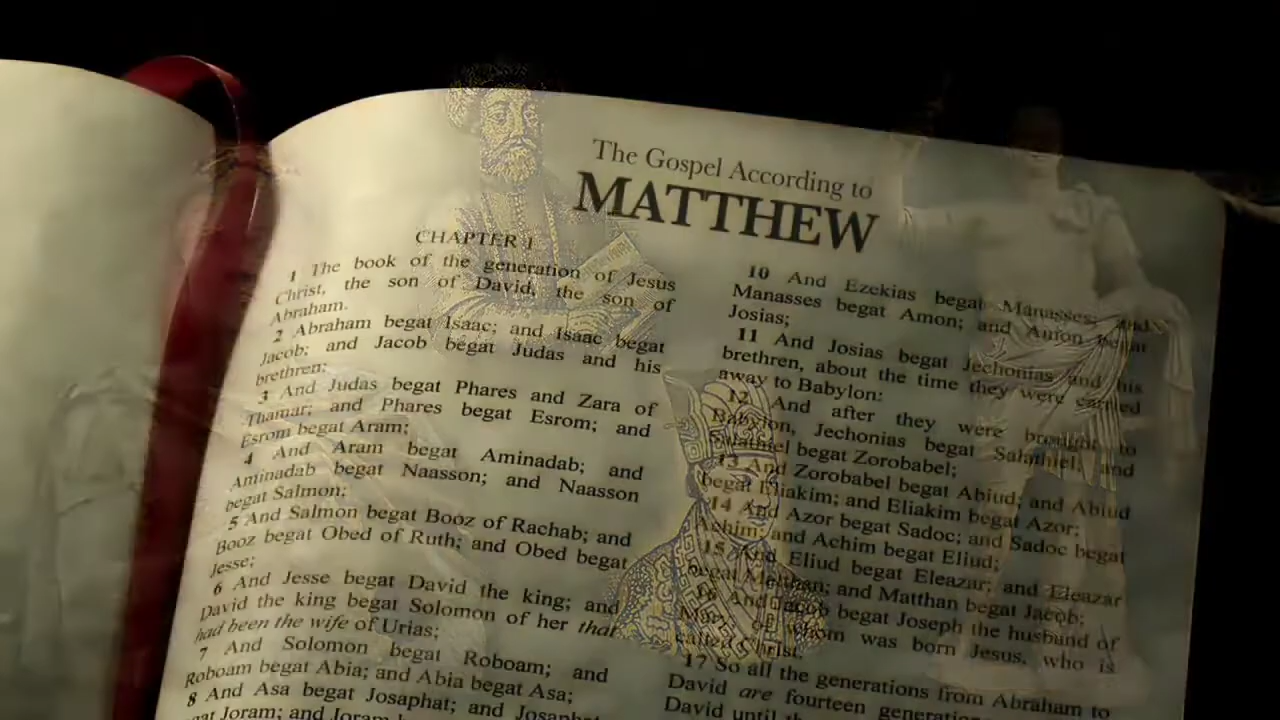 The Gospel According to
MATTHEW
CHAPTER 1
1 The book of the generation of Jesus
Christ, the son of David, the son of
Abraham.
2 Abraham begat Isaac; and Isaac begat
Jacob; and Jacob begat Judas and his
brethren;
3 And Judas begat Phares and Zara of
Thamar; and Phares begat Esrom; and
Esrom begat Aram;
4 And Aram begat Aminadab; and
Aminadab begat Naasson; and Naasson
begat Salmon;
5 And Salmon begat Booz of Rachab; and
Booz begat Obed of Ruth; and Obed begat
Jesse;
6 And Jesse begat David the king; and
David the king begat Solomon of her that
had been the wife of Urias;
7 And Solomon begat Roboam; and
Roboam begat Abia; and Abia begat Asa;
8 And Asa begat Josaphat; and Josaphat
begat Joram; and Joram
10 And Ezekias begat Manasses; and
Manasses begat Amon; and Amon begat
Josias;
11 And Josias begat Jechonias and his
brethren, about the time they were carried
away to Babylon:
12 And after they were brought to
Babylon, Jechonias begat Salathiel; and
Salathiel begat Zorobabel;
13 And Zorobabel begat Abiud; and Abiud
begat Eliakim; and Eliakim begat Azor;
14 And Azor begat Sadoc; and Sadoc begat
Achim; and Achim begat Eliud;
15 And Eliud begat Eleazar; and Eleazar
begat Matthan; and Matthan begat Jacob;
16 And Jacob begat Joseph the husband of
Mary, of whom was born Jesus, who is
called Christ.
17 So all the generations from Abraham to
David are fourteen generations
David until